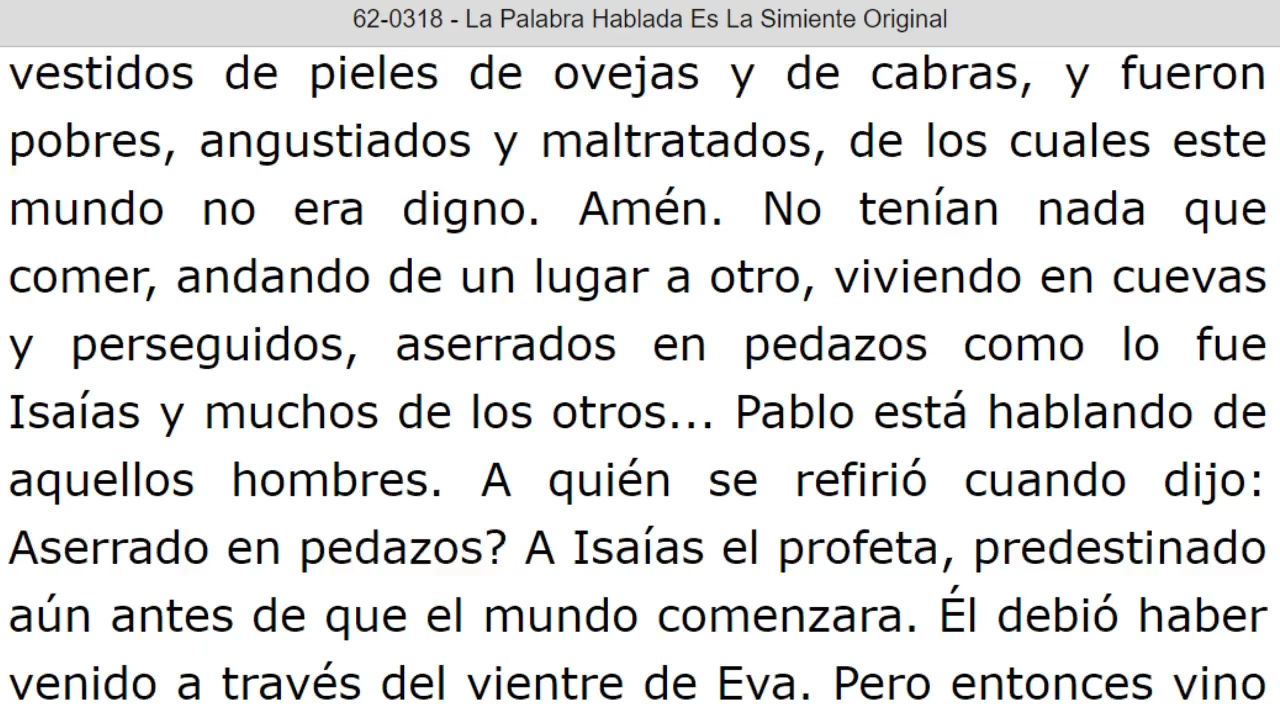 62-0318 - La Palabra Hablada Es La Simiente Original
vestidos de pieles de ovejas y de cabras, y fueron
pobres, angustiados y maltratados, de los cuales este
mundo no era digno. Amén. No tenían nada que
comer, andando de un lugar a otro, viviendo en cuevas
y perseguidos, aserrados en pedazos como lo fue
Isaías y muchos de los otros... Pablo está hablando de
aquellos hombres. A quién se refirió cuando dijo:
Aserrado en pedazos? A Isaías el profeta, predestinado
aún antes de que el mundo comenzara. Él debió haber
venido a través del vientre de Eva. Pero entonces vino